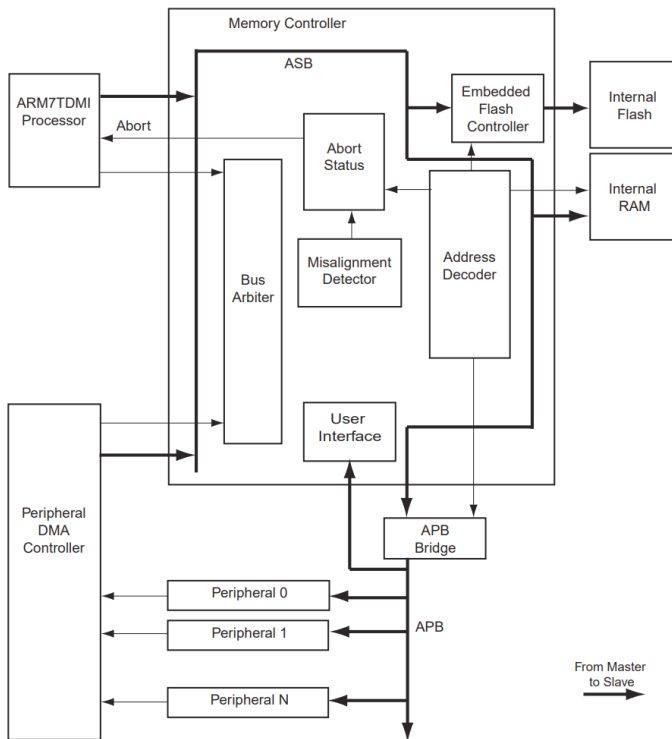 Memory Controller
ASB
ARM7TDMI
Processor
Embedded
Flash
Controller
Internal
Flash
Abort
Abort
Status
Internal
RAM
Bus
Arbiter
Misalignment
Detector
Address
Decoder
User
Interface
Peripheral
DMA
Controller
APB
Bridge
Peripheral 0
Peripheral 1
APB
From Master
to Slave
Peripheral N